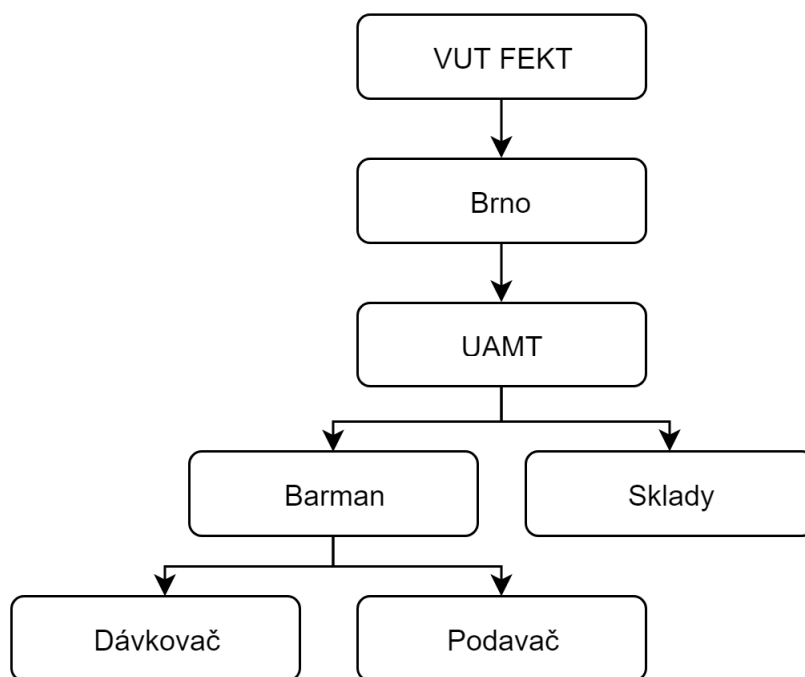 VUT FEKT
Brno
UAMT
Barman
Sklady
Dávkovač
Podavač